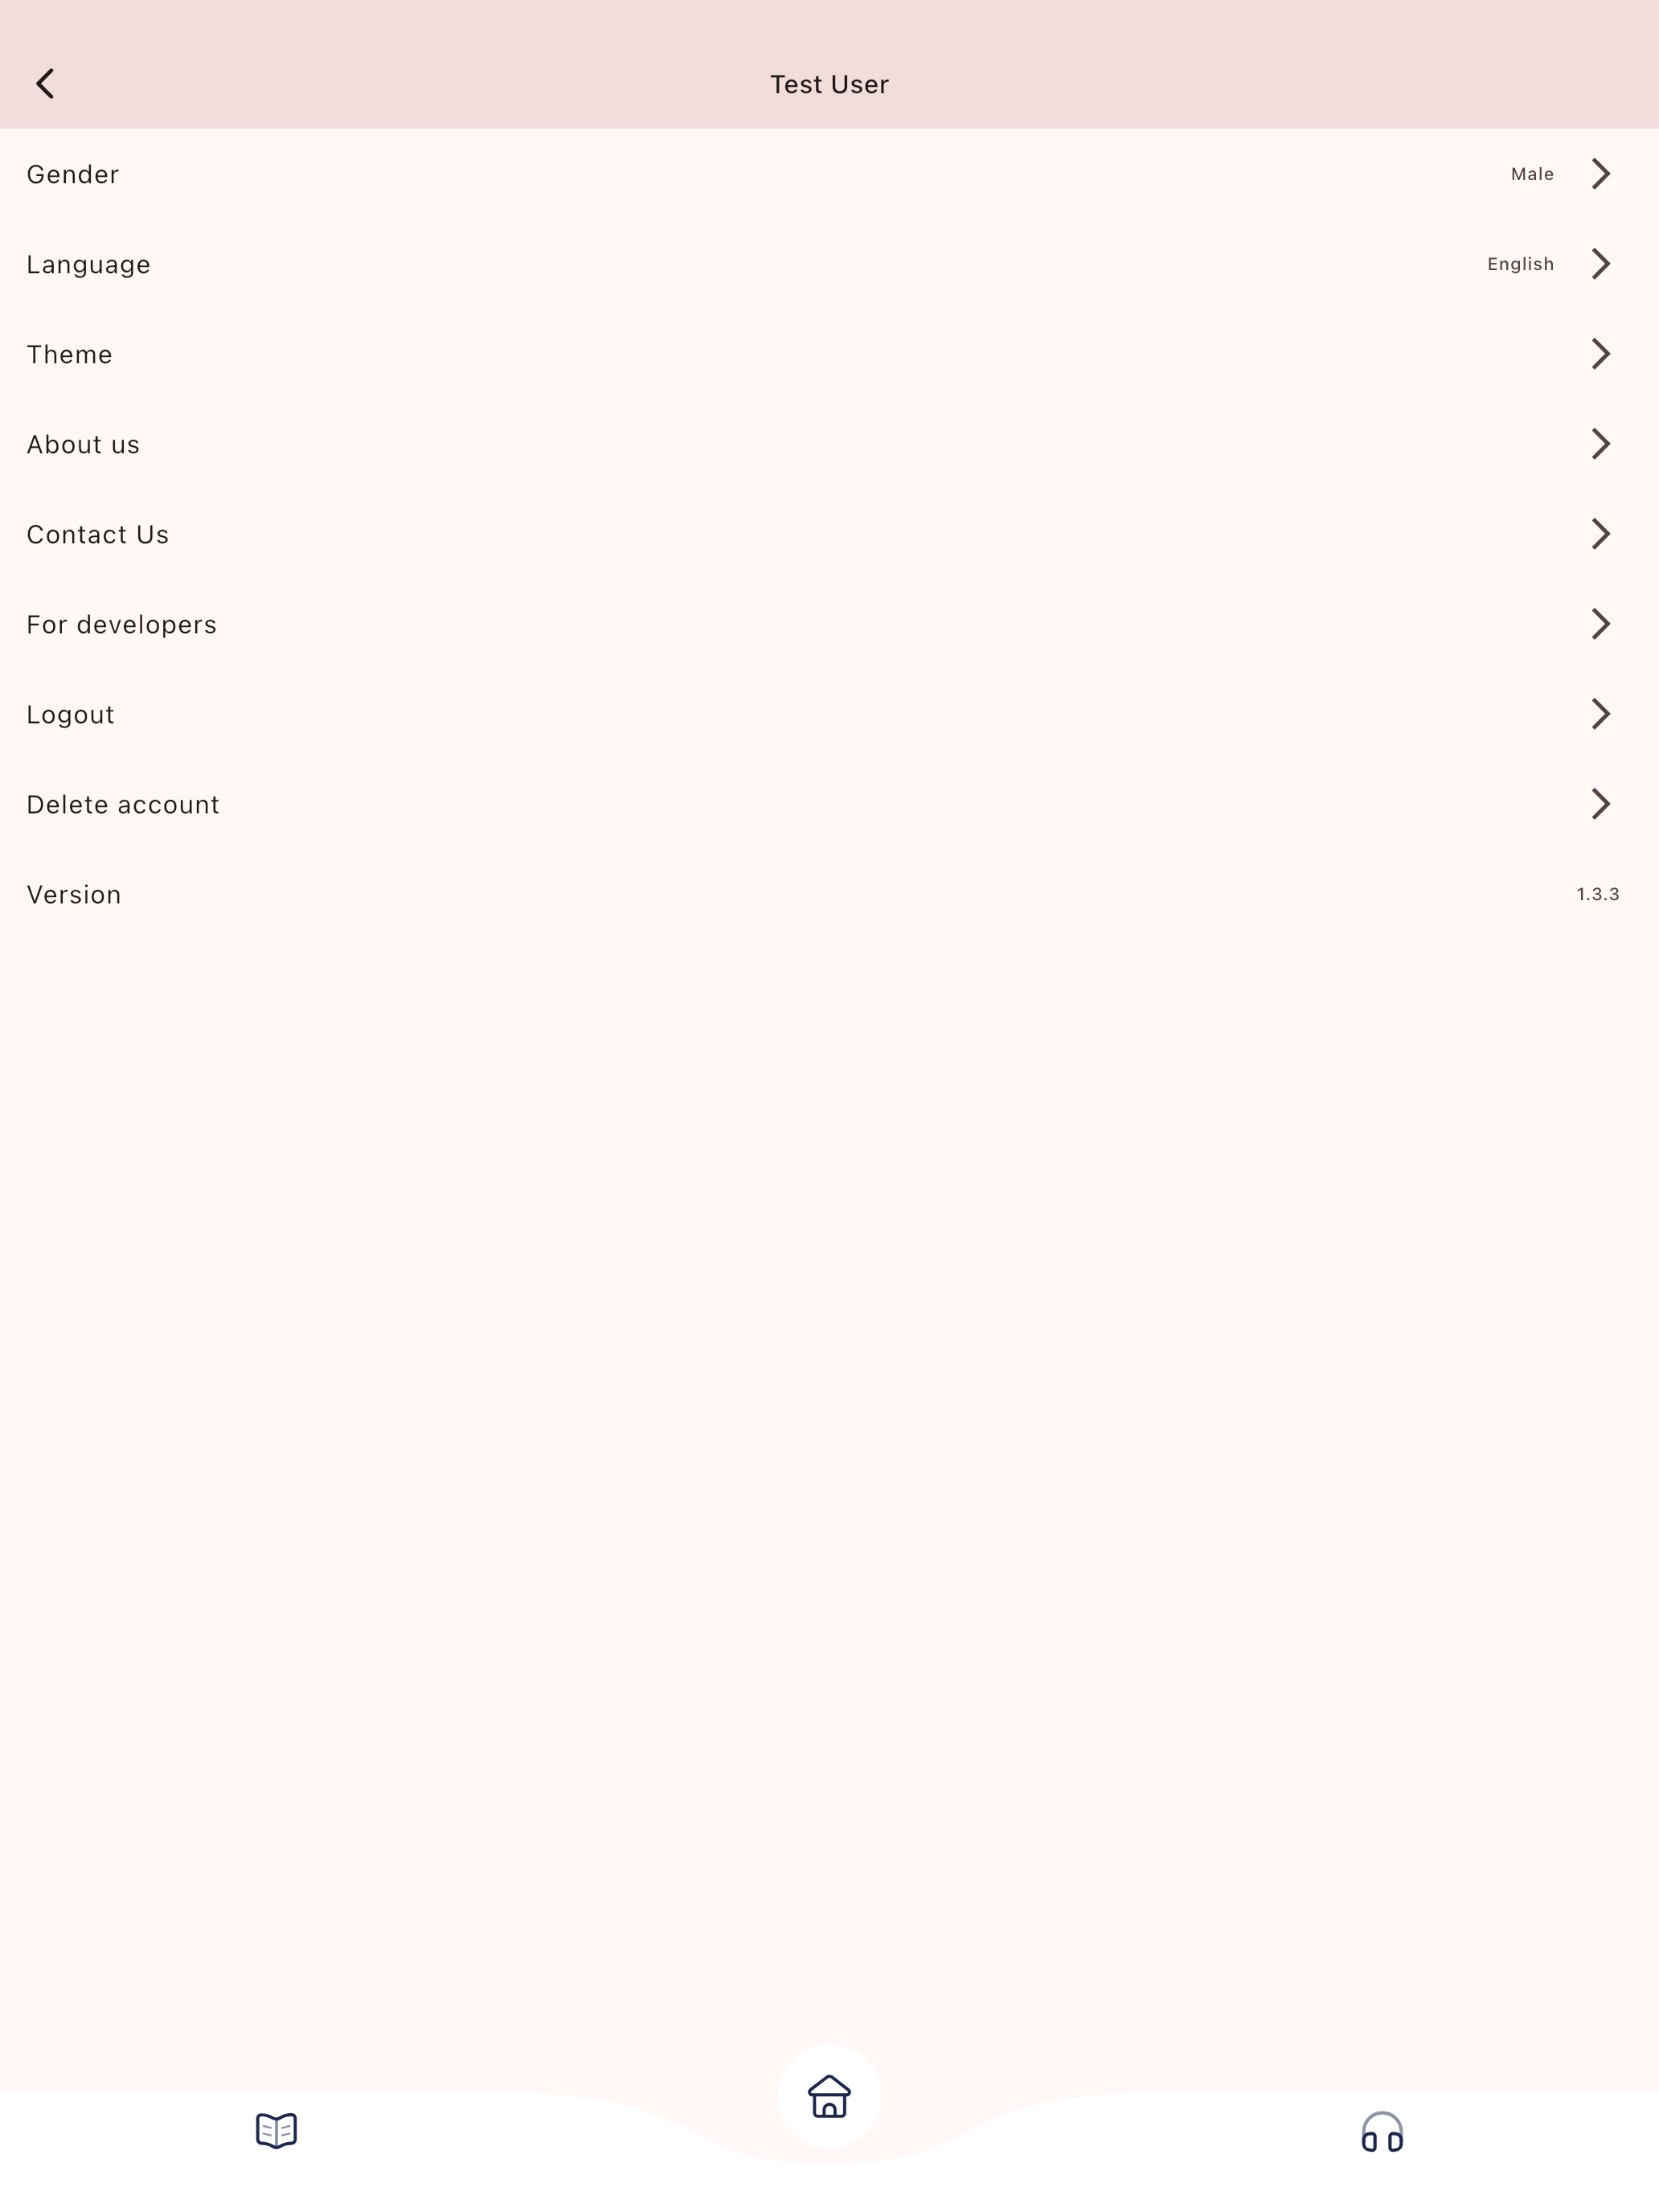 Test User
Gender Male
Language English
Theme
About us
Contact Us
For developers
Logout
Delete account
Version 1.3.3